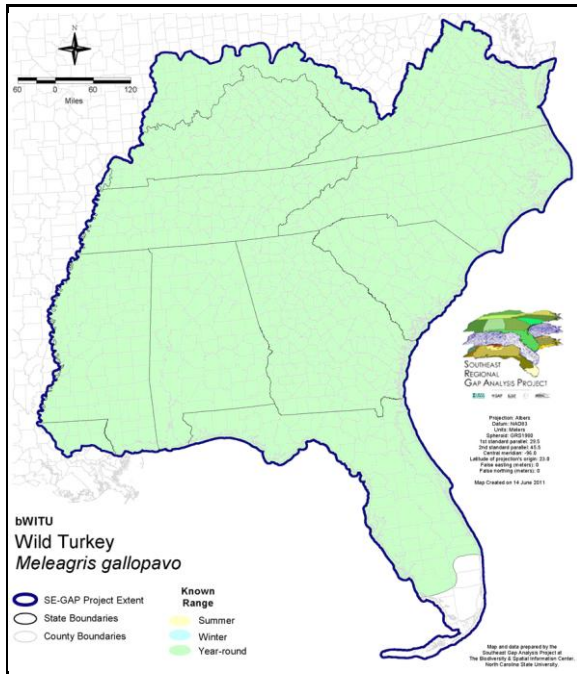 N
60 30 0 60 120
Miles
SOUTHEAST
REGIONAL
GAP ANALYSIS PROJECT
Projection: Albers
Datum: NAD83
Units: Meters
Spheroid: GRS1980
1st standard parallel: 29.5
2nd standard parallel: 45.5
Central meridian: -96.0
Latitude of projection's origin: 23.0
False easting (meters): 0
False northing (meters): 0
Map Created on 14 June 2011
bWITU
Wild Turkey
Meleagris gallopavo
SE-GAP Project Extent
State Boundaries
County Boundaries
Known
Range
Summer
Winter
Year-round
Map and data prepared by the
Southeast Gap Analysis Project at
The Biodiversity & Spatial Information Center,
North Carolina State University.